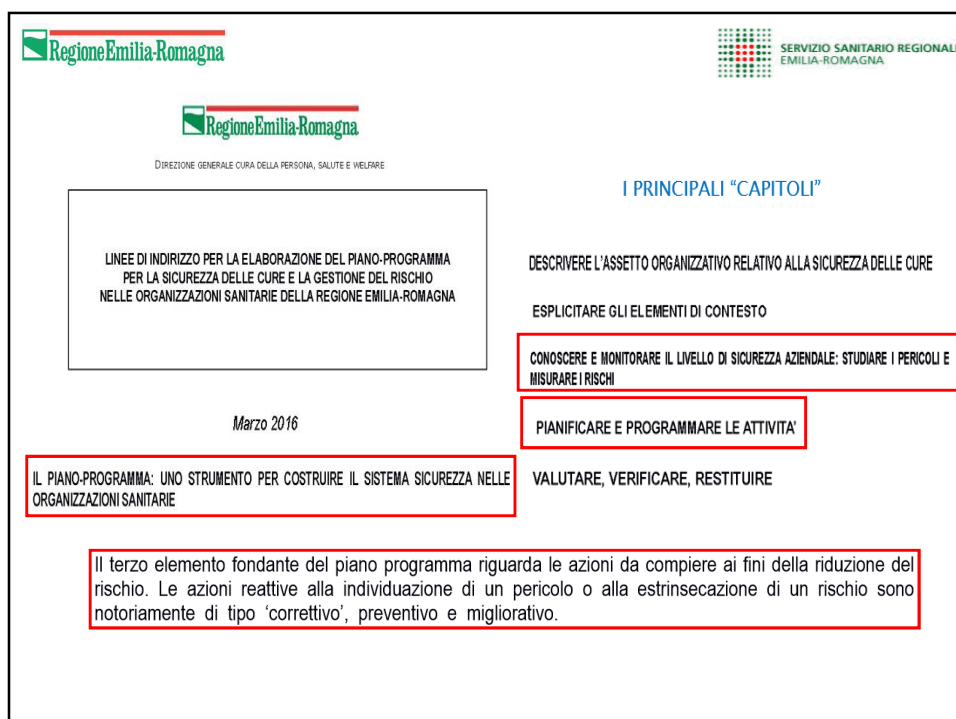 RegioneEmilia-Romagna
SERVIZIO SANITARIO REGIONALE
EMILIA-ROMAGNA
RegioneEmilia-Romagna
DIREZIONE GENERALE CURA DELLA PERSONA, SALUTE E WELFARE
LINEE DI INDIRIZZO PER LA ELABORAZIONE DEL PIANO-PROGRAMMA
PER LA SICUREZZA DELLE CURE E LA GESTIONE DEL RISCHIO
NELLE ORGANIZZAZIONI SANITARIE DELLA REGIONE EMILIA-ROMAGNA
Marzo 2016
IL PIANO-PROGRAMMA: UNO STRUMENTO PER COSTRUIRE IL SISTEMA SICUREZZA NELLE
ORGANIZZAZIONI SANITARIE
I PRINCIPALI “CAPITOLI”
DESCRIVERE L’ASSETTO ORGANIZZATIVO RELATIVO ALLA SICUREZZA DELLE CURE
ESPLICITARE GLI ELEMENTI DI CONTESTO
CONOSCERE E MONITORARE IL LIVELLO DI SICUREZZA AZIENDALE: STUDIARE I PERICOLI E
MISURARE I RISCHI
PIANIFICARE E PROGRAMMARE LE ATTIVITA’
VALUTARE, VERIFICARE, RESTITUIRE
Il terzo elemento fondante del piano programma riguarda le azioni da compiere ai fini della riduzione del
rischio. Le azioni reattive alla individuazione di un pericolo o alla estrinsecazione di un rischio sono
notoriamente di tipo ‘correttivo’, preventivo e migliorativo.